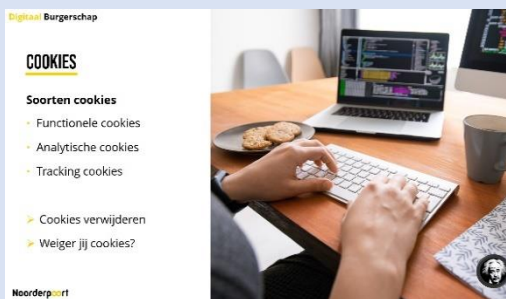 Digitaal Burgerschap
COOKIES
Soorten cookies
Functionele cookies
Analytische cookies
Tracking cookies
Cookies verwijderen
Weiger jij cookies?
Noorderpoort